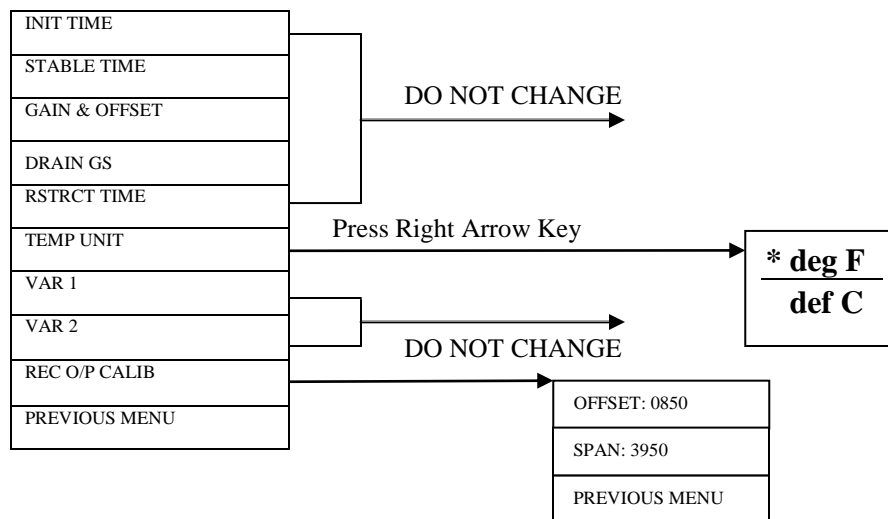 INIT TIME
STABLE TIME
GAIN & OFFSET
DRAIN GS
RSTRCT TIME
TEMP UNIT
VAR 1
VAR 2
REC O/P CALIB
PREVIOUS MENU
DO NOT CHANGE
Press Right Arrow Key
* deg F
def C
DO NOT CHANGE
OFFSET: 0850
SPAN: 3950
PREVIOUS MENU